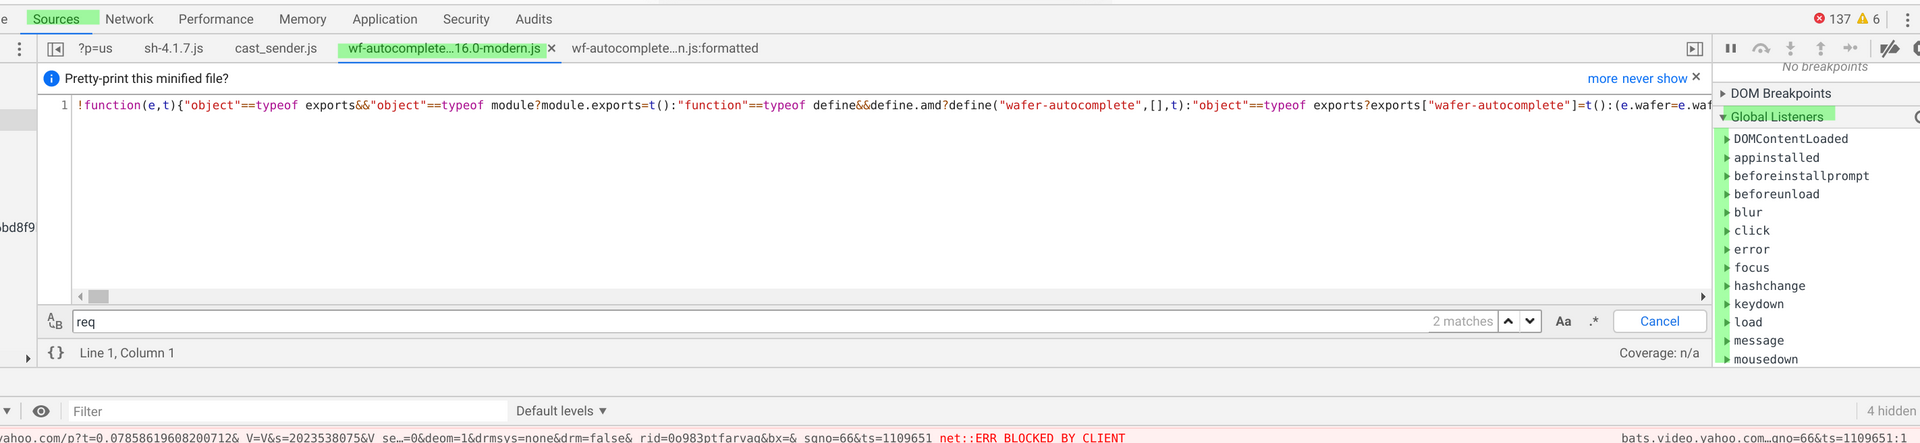 e Sources Network Performance Memory Application Security Audits 137 6
?p=us sh-4.1.7.js cast_sender.js wf-autocomplete...16.0-modern.js × wf-autocomplete...n.js:formatted
No breakpoints
Pretty-print this minified file? more never show ×
DOM Breakpoints
1 !function(e,t){"object"==typeof exports&&"object"==typeof module?module.exports=t():"function"==typeof define&&define.amd?define("wafer-autocomplete",[],t):"object"==typeof exports?exports["wafer-autocomplete"]=t():(e.wafer=e.waf
Global Listeners
DOMContentLoaded
appinstalled
beforeinstallprompt
beforeunload
blur
bd8f9
click
error
focus
hashchange
keydown
req 2 matches Aa .* Cancel
load
message
{} Line 1, Column 1 Coverage: n/a
mousedown
Filter Default levels ▼ 4 hidden
yahoo.com/p?t=0.07858619608200712&_V=V&s=2023538075&V_se...=0&deom=1&drmsys=none&drm=false&_rid=0o983ptfarvag&bx=&_sgno=66&ts=1109651 net::ERR_BLOCKED_BY_CLIENT bats.video.yahoo.com...gno=66&ts=1109651:1